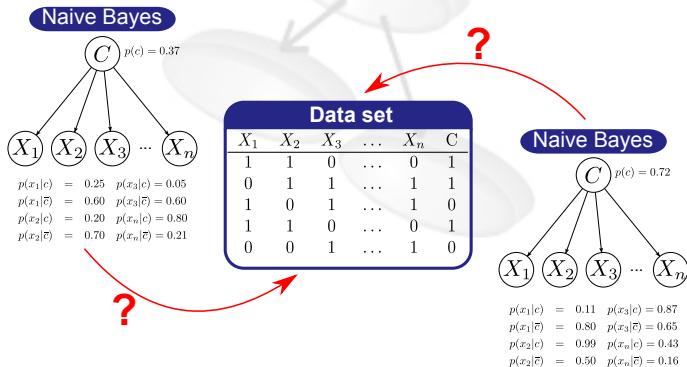 Naive Bayes
C p(c) = 0.37
X₁ X₂ X₃ ... Xₙ
p(x₁|c) = 0.25 p(x₃|c) = 0.05
p(x₁|c̅) = 0.60 p(x₃|c̅) = 0.60
p(x₂|c) = 0.20 p(xₙ|c) = 0.80
p(x₂|c̅) = 0.70 p(xₙ|c̅) = 0.21
?
Data set
X₁ X₂ X₃ ... Xₙ C
1 1 0 ... 0 1
0 1 1 ... 1 1
1 0 1 ... 1 0
1 1 0 ... 0 1
0 0 1 ... 1 0
?
Naive Bayes
C p(c) = 0.72
X₁ X₂ X₃ ... Xₙ
p(x₁|c) = 0.11 p(x₃|c) = 0.87
p(x₁|c̅) = 0.80 p(x₃|c̅) = 0.65
p(x₂|c) = 0.99 p(xₙ|c) = 0.43
p(x₂|c̅) = 0.50 p(xₙ|c̅) = 0.16